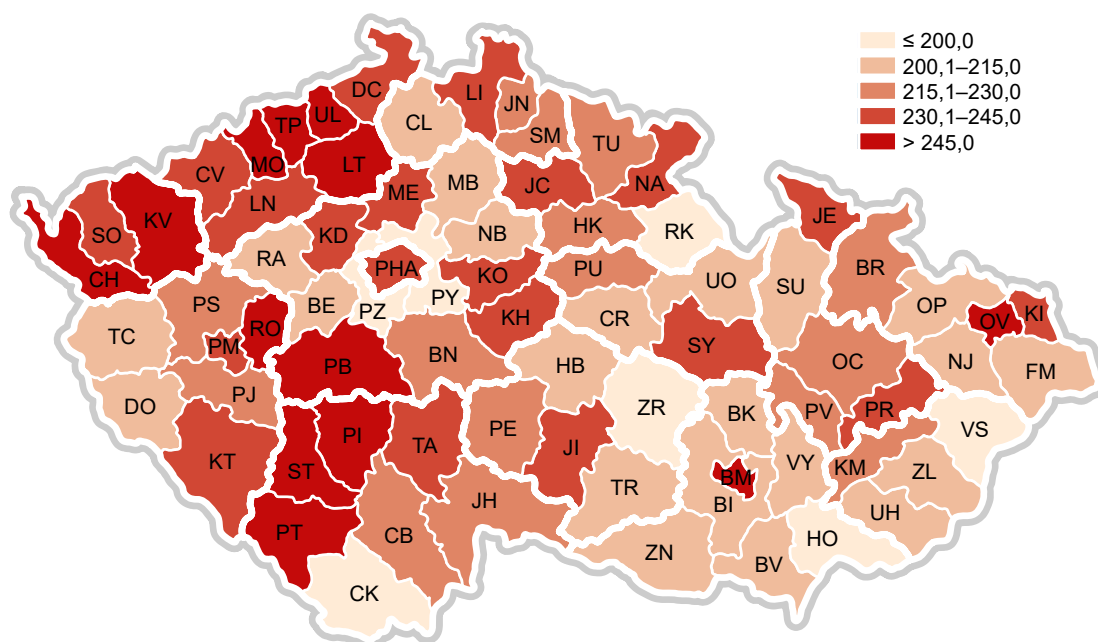 ≤ 200,0
200,1–215,0
215,1–230,0
230,1–245,0
> 245,0
DC
LI
JN
UL
TP
CL
SM
TU
MO
LT
CV
MB
JC
NA
ME
LN
KV
SO
KD
NB
HK
RK
JE
RA
PHA
KO
CH
PU
UO
SU
BR
PY
BE
PZ
PS
RO
OP
KI
OV
KH
CR
TC
PM
SY
BN
PB
HB
OC
NJ
FM
PJ
DO
ZR
BK
PV
PR
VS
PI
TA
PE
JI
KT
ST
VY
KM
ZL
BM
TR
BI
JH
UH
PT
CB
HO
ZN
BV
CK